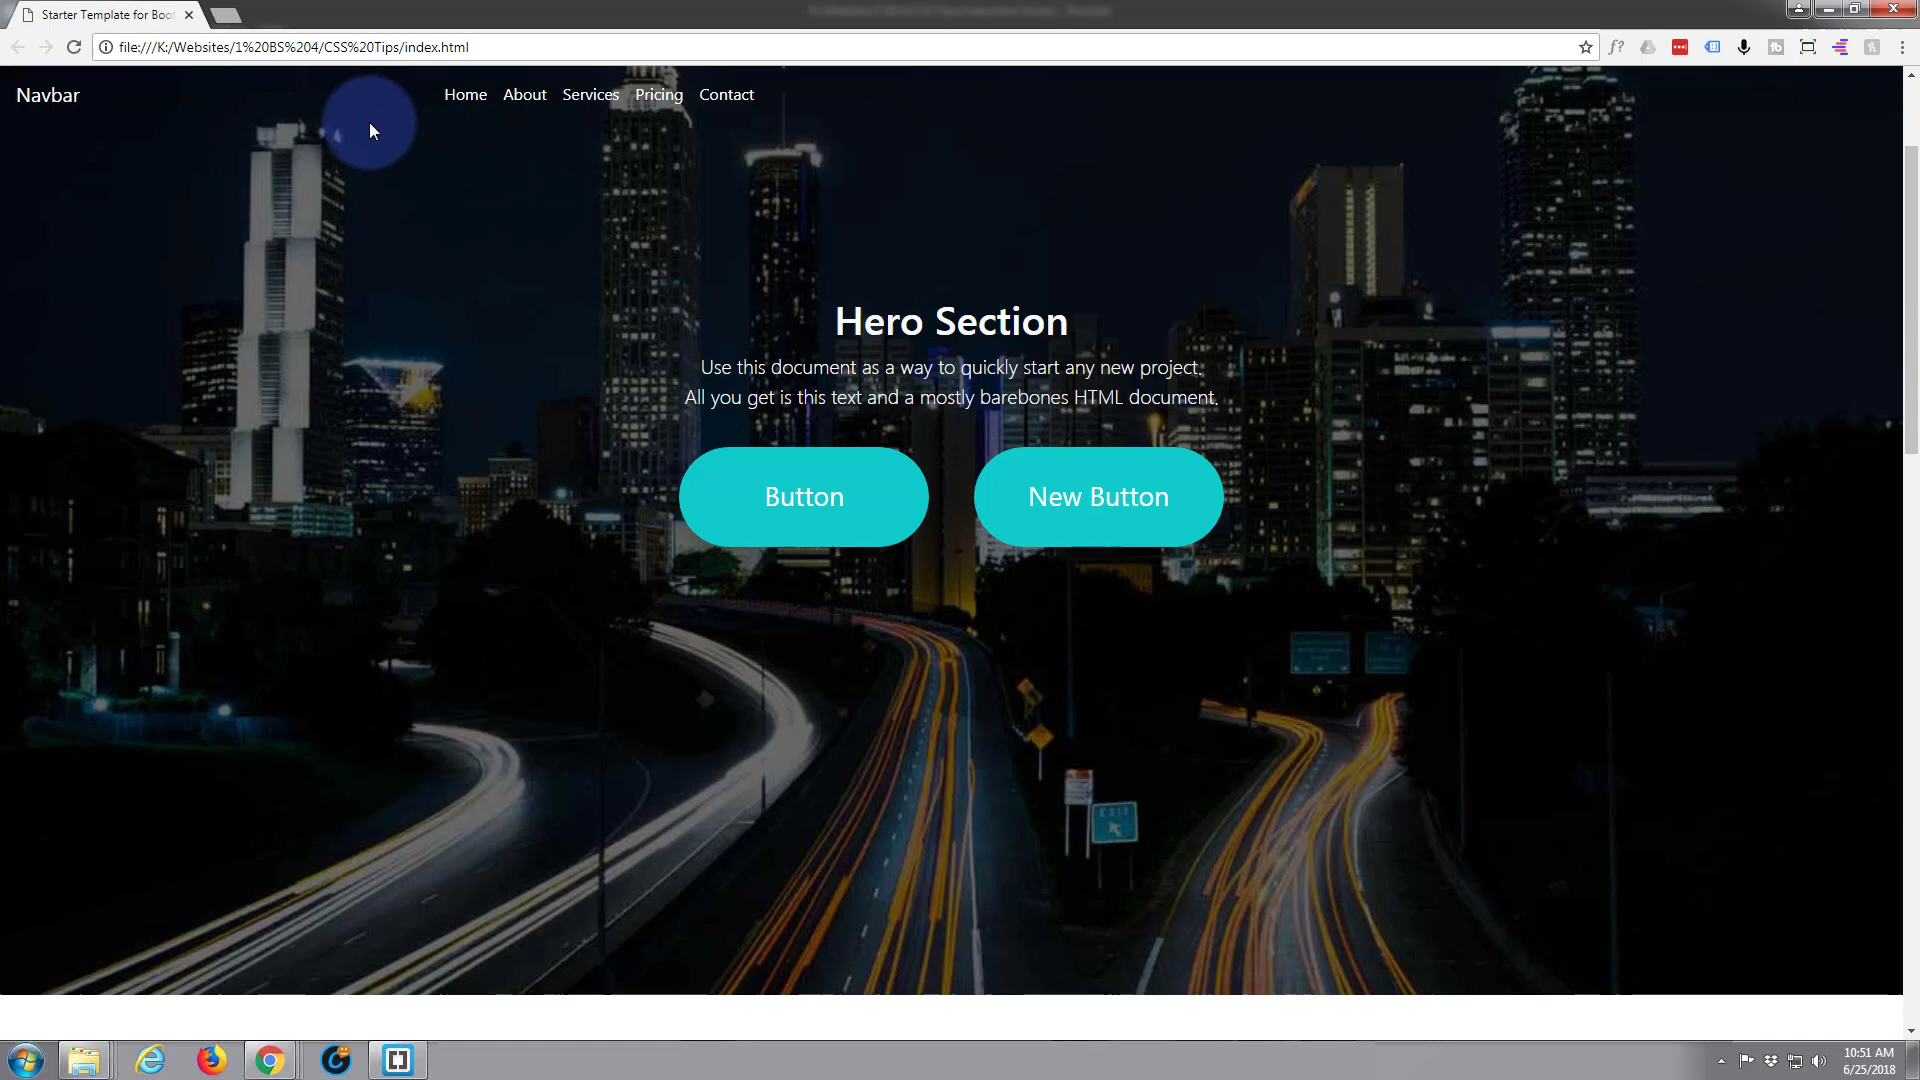 Starter Template for Boot
file:///K:/Websites/1%20BS%204/CSS%20Tips/index.html
f?
Navbar
Home About Services Pricing Contact
Hero Section
Use this document as a way to quickly start any new project.
All you get is this text and a mostly barebones HTML document.
Button
New Button
EXIT
10:51 AM
6/25/2018